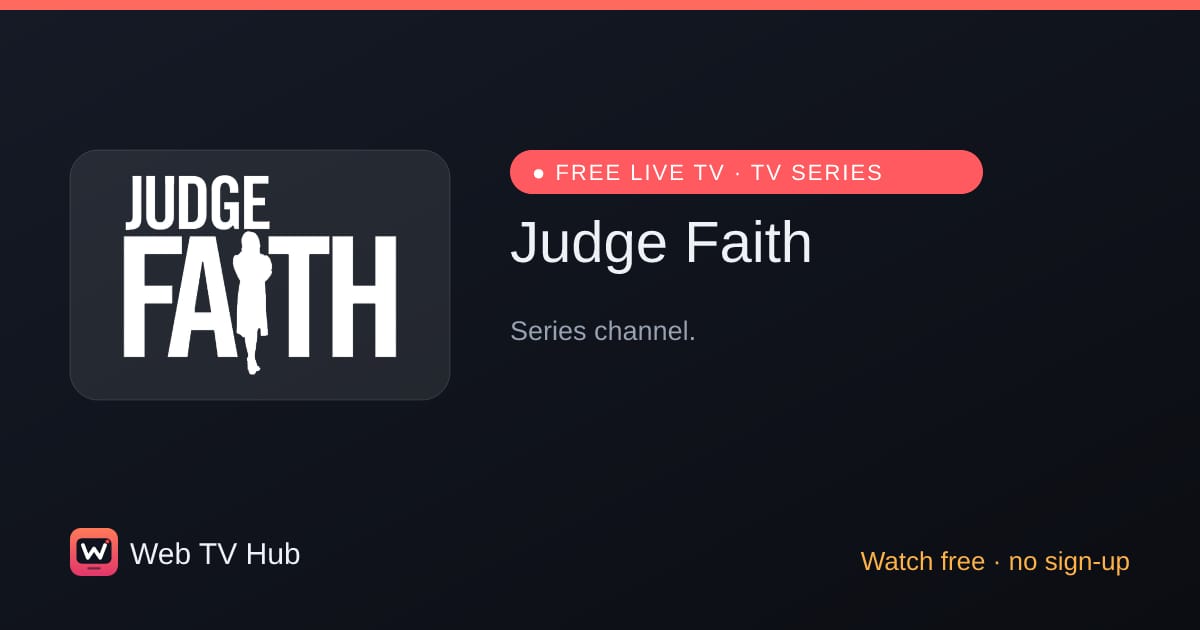 JUDGE
FAITH
• FREE LIVE TV · TV SERIES
Judge Faith
Series channel.
W
Web TV Hub
Watch free · no sign-up